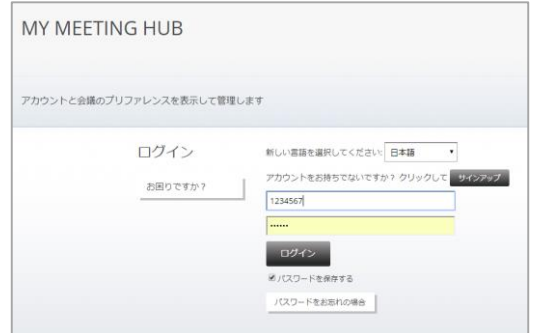 MY MEETING HUB
アカウントと会議のプリファレンスを表示して管理します
ログイン
お困りですか？
新しい言語を選択してください: 日本語
アカウントをお持ちでないですか？ クリックして サインアップ
1234567
••••••
ログイン
パスワードを保存する
パスワードをお忘れの場合